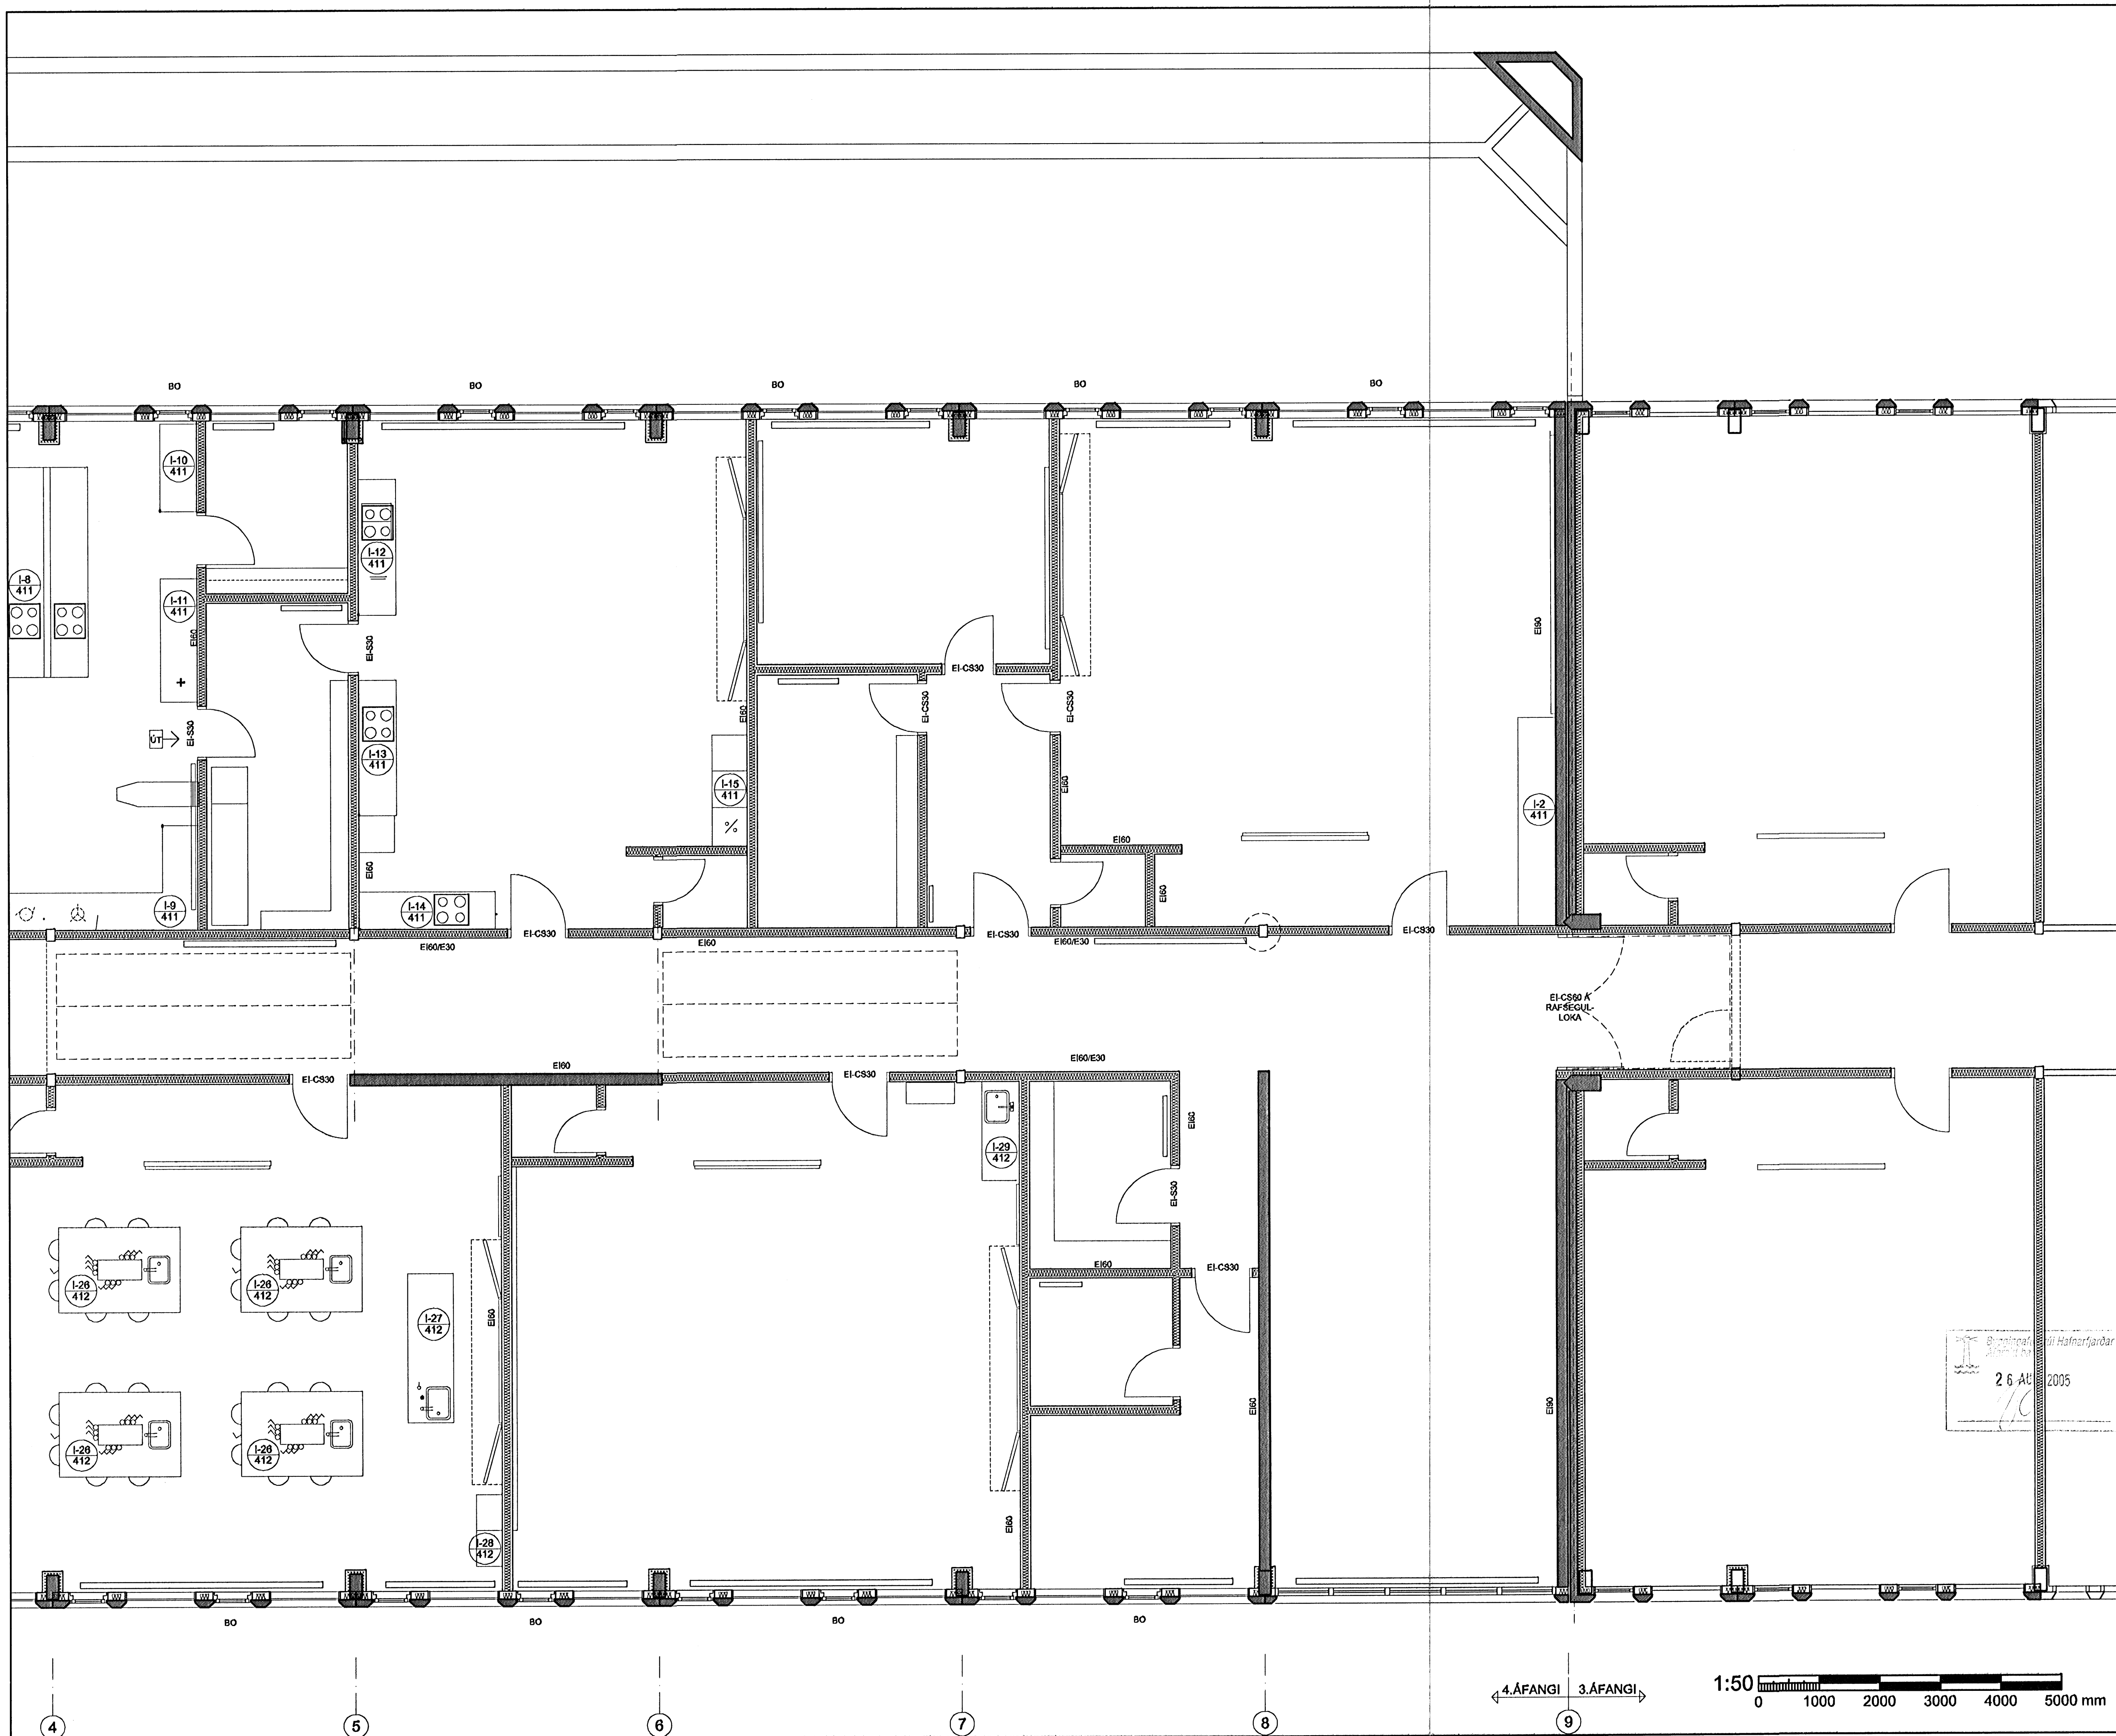 BO
BO
BO
BO
BO
I-10
411
I-12
411
I-8
411
I-11
411
EI60
EI-S30
EI90
EI-CS30
EI-CS30
EI-CS30
EI60
ÚT
EI-S30
I-13
411
I-15
411
EI60
I-2
411
EI60
EI60
EI60
I-9
411
I-14
411
EI-CS30
EI-CS30
EI-CS30
EI60/E30
EI60
EI60/E30
EI-CS60 Á
RAFSEGUL-
LOKA
EI60/E30
EI60
EI-CS30
EI-CS30
EI60
I-29
412
EI-S30
EI60
EI-CS30
I-26
412
I-26
412
I-27
412
EI60
2 6 2005
Hafnarfjarðar
EI60
EI90
I-26
412
I-26
412
EI60
I-28
412
BO
BO
BO
BO
4.ÁFANGI 3.ÁFANGI
1:50
0 1000 2000 3000 4000 5000 mm
4 5 6 7 8 9